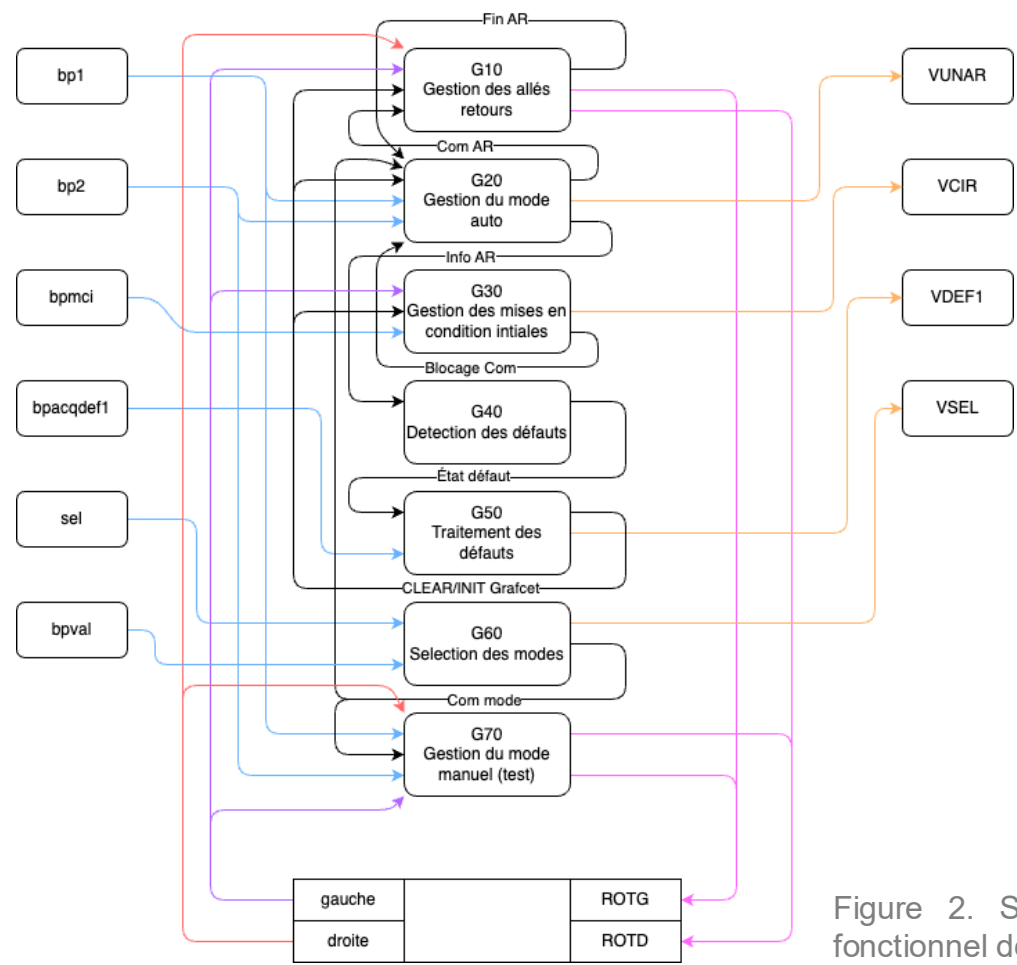 Fin AR
bp1
G10
Gestion des allés
retours
VUNAR
Com AR
bp2
G20
Gestion du mode
auto
VCIR
Info AR
bpmci
G30
Gestion des mises en
condition intiales
VDEF1
Blocage Com
bpacqdef1
G40
Detection des défauts
VSEL
État défaut
sel
G50
Traitement des
défauts
CLEAR/INIT Grafcet
bpval
G60
Selection des modes
Com mode
G70
Gestion du mode
manuel (test)
gauche
ROTG
droite
ROTD
Figure 2. S
fonctionnel de